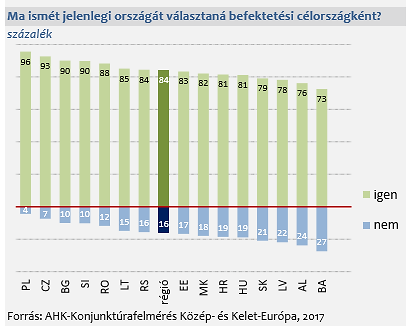 Ma ismét jelenlegi országát választaná befektetési célországként?
százalék
96 93 90 90 88 85 84 84 83 82 81 81 79 78 76 73
igen
4 7 10 10 12 15 16 16 17 18 19 19 21 22 24 27
nem
PL CZ BG SI RO LT RS régió EE MK HR HU SK LV AL BA
Forrás: AHK-Konjunktúrafelmérés Közép- és Kelet-Európa, 2017